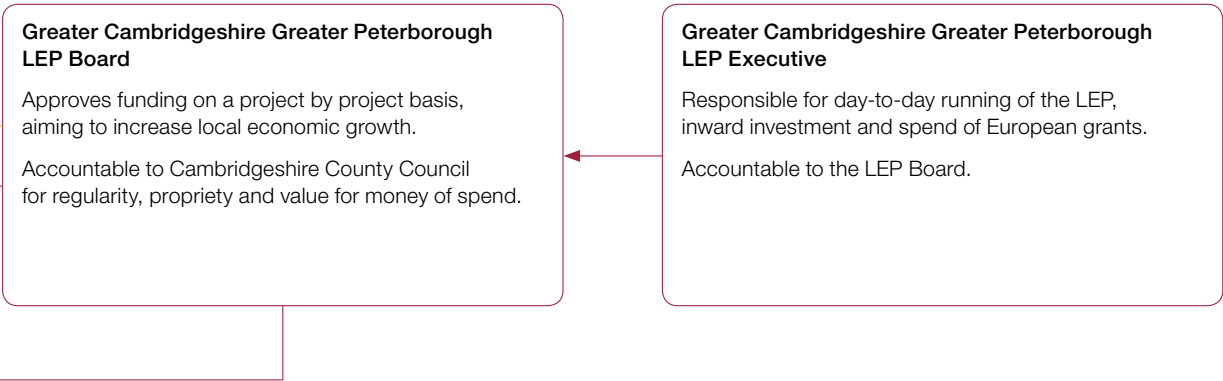 Greater Cambridgeshire Greater Peterborough
LEP Board
Approves funding on a project by project basis,
aiming to increase local economic growth.
Accountable to Cambridgeshire County Council
for regularity, propriety and value for money of spend.
Greater Cambridgeshire Greater Peterborough
LEP Executive
Responsible for day-to-day running of the LEP,
inward investment and spend of European grants.
Accountable to the LEP Board.